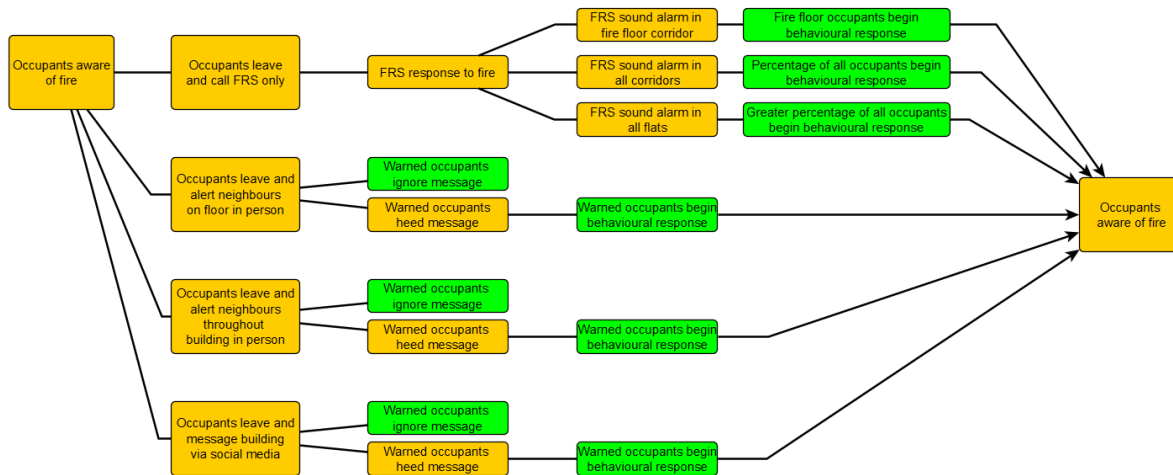 Occupants aware
of fire
Occupants leave
and call FRS only
FRS response to fire
FRS sound alarm in
fire floor corridor
Fire floor occupants begin
behavioural response
FRS sound alarm
in all corridors
Percentage of all occupants begin
behavioural response
FRS sound alarm in
all flats
Greater percentage of all occupants
begin behavioural response
Occupants leave and
alert neighbours
on floor in person
Warned occupants
ignore message
Warned occupants
heed message
Warned occupants begin
behavioural response
Occupants
aware of fire
Occupants leave and
alert neighbours
throughout
building in person
Warned occupants
ignore message
Warned occupants
heed message
Warned occupants begin
behavioural response
Occupants leave and
message building
via social media
Warned occupants
ignore message
Warned occupants
heed message
Warned occupants begin
behavioural response